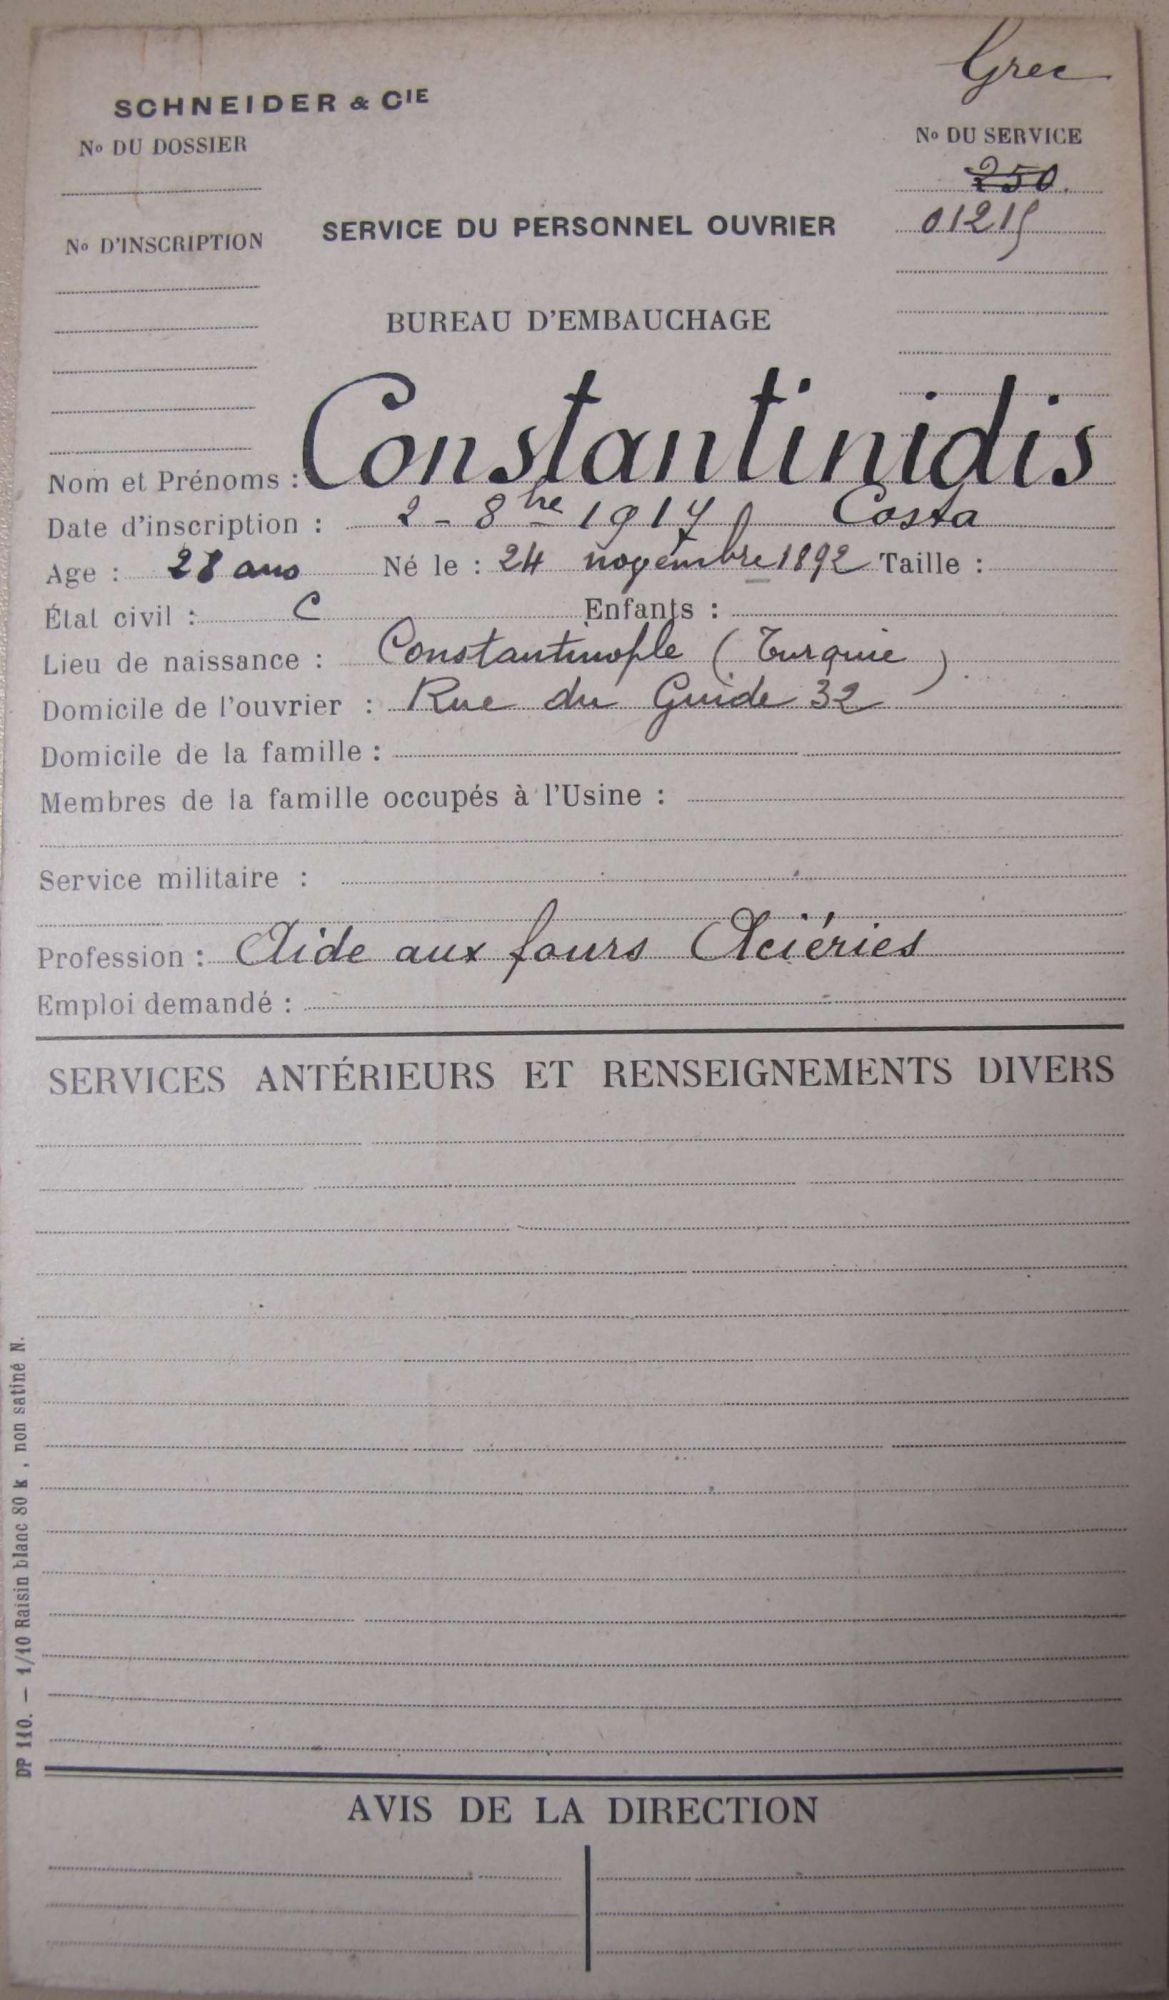 Grec
SCHNEIDER & CIE
No DU DOSSIER
No DU SERVICE
250.
01215
No D'INSCRIPTION
SERVICE DU PERSONNEL OUVRIER
BUREAU D'EMBAUCHAGE
Nom et Prénoms : Constantinidis
Costa
Date d'inscription : 2 - 8bre 1917
Age : 28 ans Né le : 24 novembre 1892 Taille :
État civil : C Enfants :
Lieu de naissance : Constantinople (Turquie)
Domicile de l'ouvrier : Rue du Guide 32
Domicile de la famille :
Membres de la famille occupés à l'Usine :
Service militaire :
Profession : Aide aux fours Aciéries
Emploi demandé :
SERVICES ANTÉRIEURS ET RENSEIGNEMENTS DIVERS
DP 110. — 1/10 Raisin blanc 80 k, non satiné N.
AVIS DE LA DIRECTION